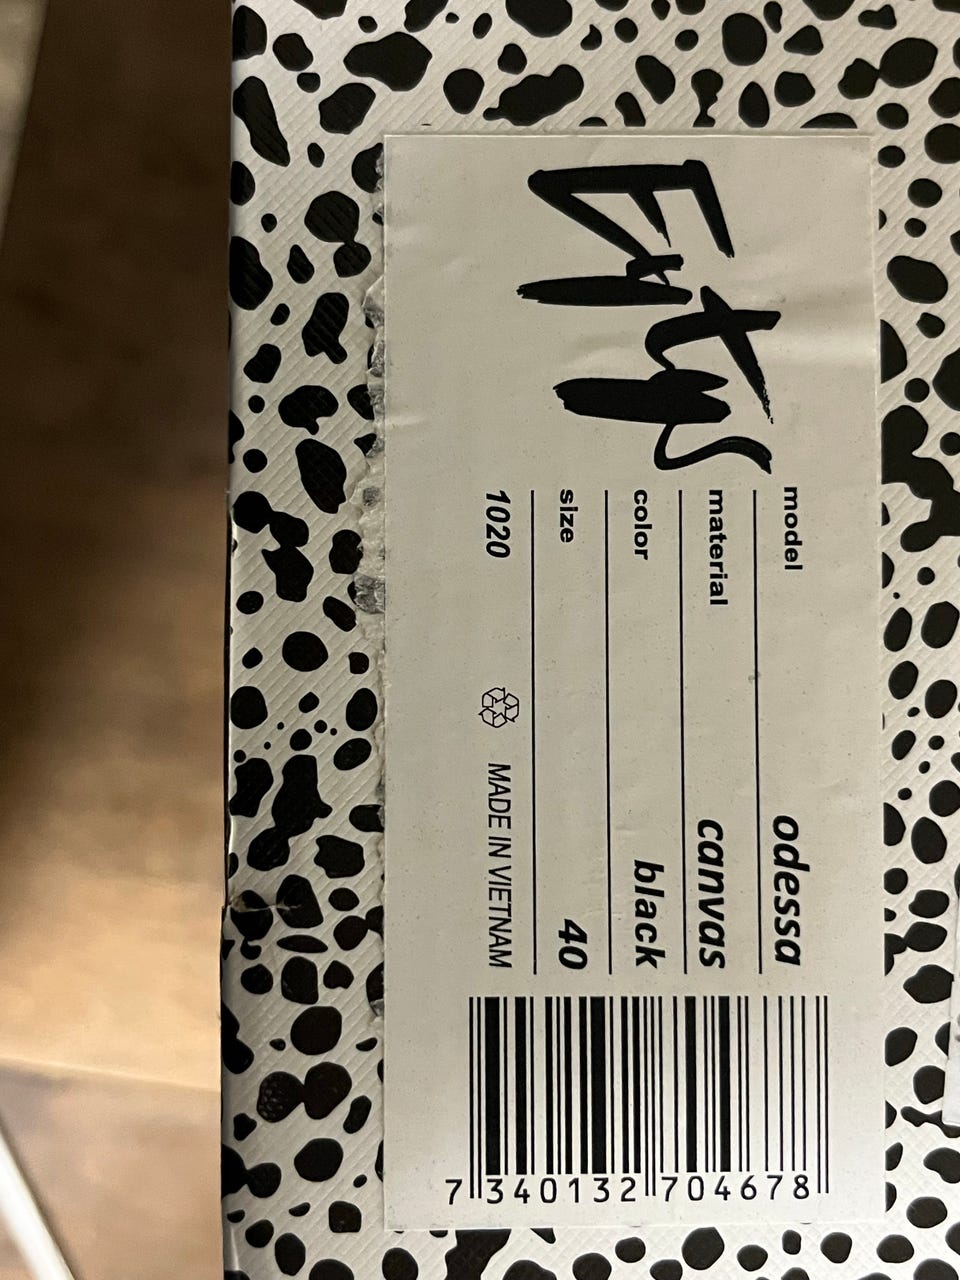 Eytys
model odessa
material canvas
color black
size 40
1020 MADE IN VIETNAM
7 340132 704678